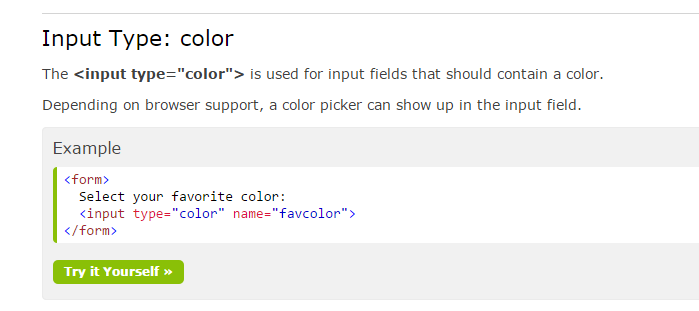 Input Type: color
The <input type="color"> is used for input fields that should contain a color.
Depending on browser support, a color picker can show up in the input field.
Example
<form>
  Select your favorite color:
  <input type="color" name="favcolor">
</form>
Try it Yourself »